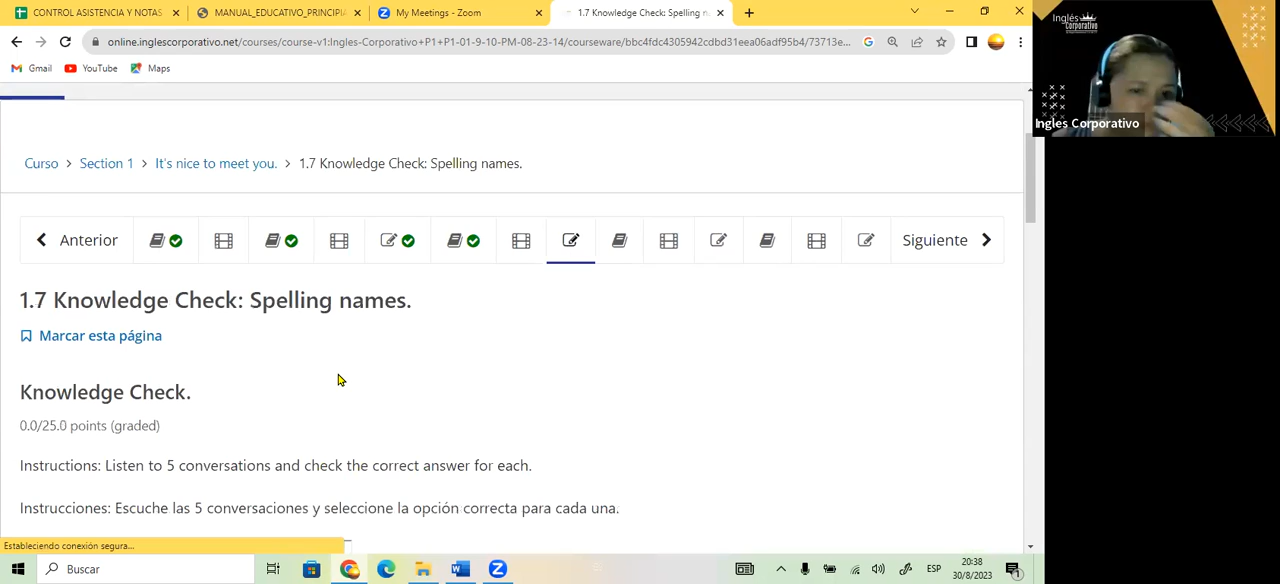 CONTROL ASISTENCIA Y NOTAS
MANUAL_EDUCATIVO_PRINCIPIA
My Meetings - Zoom
1.7 Knowledge Check: Spelling n
online.inglescorporativo.net/courses/course-v1:Ingles-Corporativo+P1+P1-01-9-10-PM-08-23-14/courseware/bbc4fdc4305942cdbd31eea06adf95b4/73713e...
Gmail
YouTube
Maps
Inglés
Corporativo
Ingles Corporativo
Curso > Section 1 > It's nice to meet you. > 1.7 Knowledge Check: Spelling names.
Anterior
Siguiente
1.7 Knowledge Check: Spelling names.
Marcar esta página
Knowledge Check.
0.0/25.0 points (graded)
Instructions: Listen to 5 conversations and check the correct answer for each.
Instrucciones: Escuche las 5 conversaciones y seleccione la opción correcta para cada una.
Estableciendo conexión segura...
Buscar
ESP
20:38
30/8/2023
1